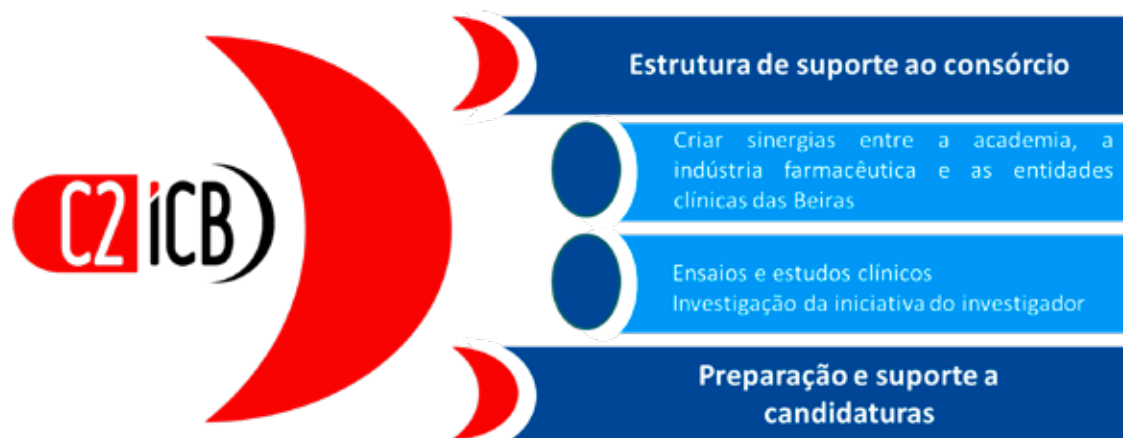 C2iCB
Estrutura de suporte ao consórcio
Criar sinergias entre a academia, a
indústria farmacêutica e as entidades
clínicas das Beiras
Ensaios e estudos clínicos
Investigação da iniciativa do investigador
Preparação e suporte a
candidaturas